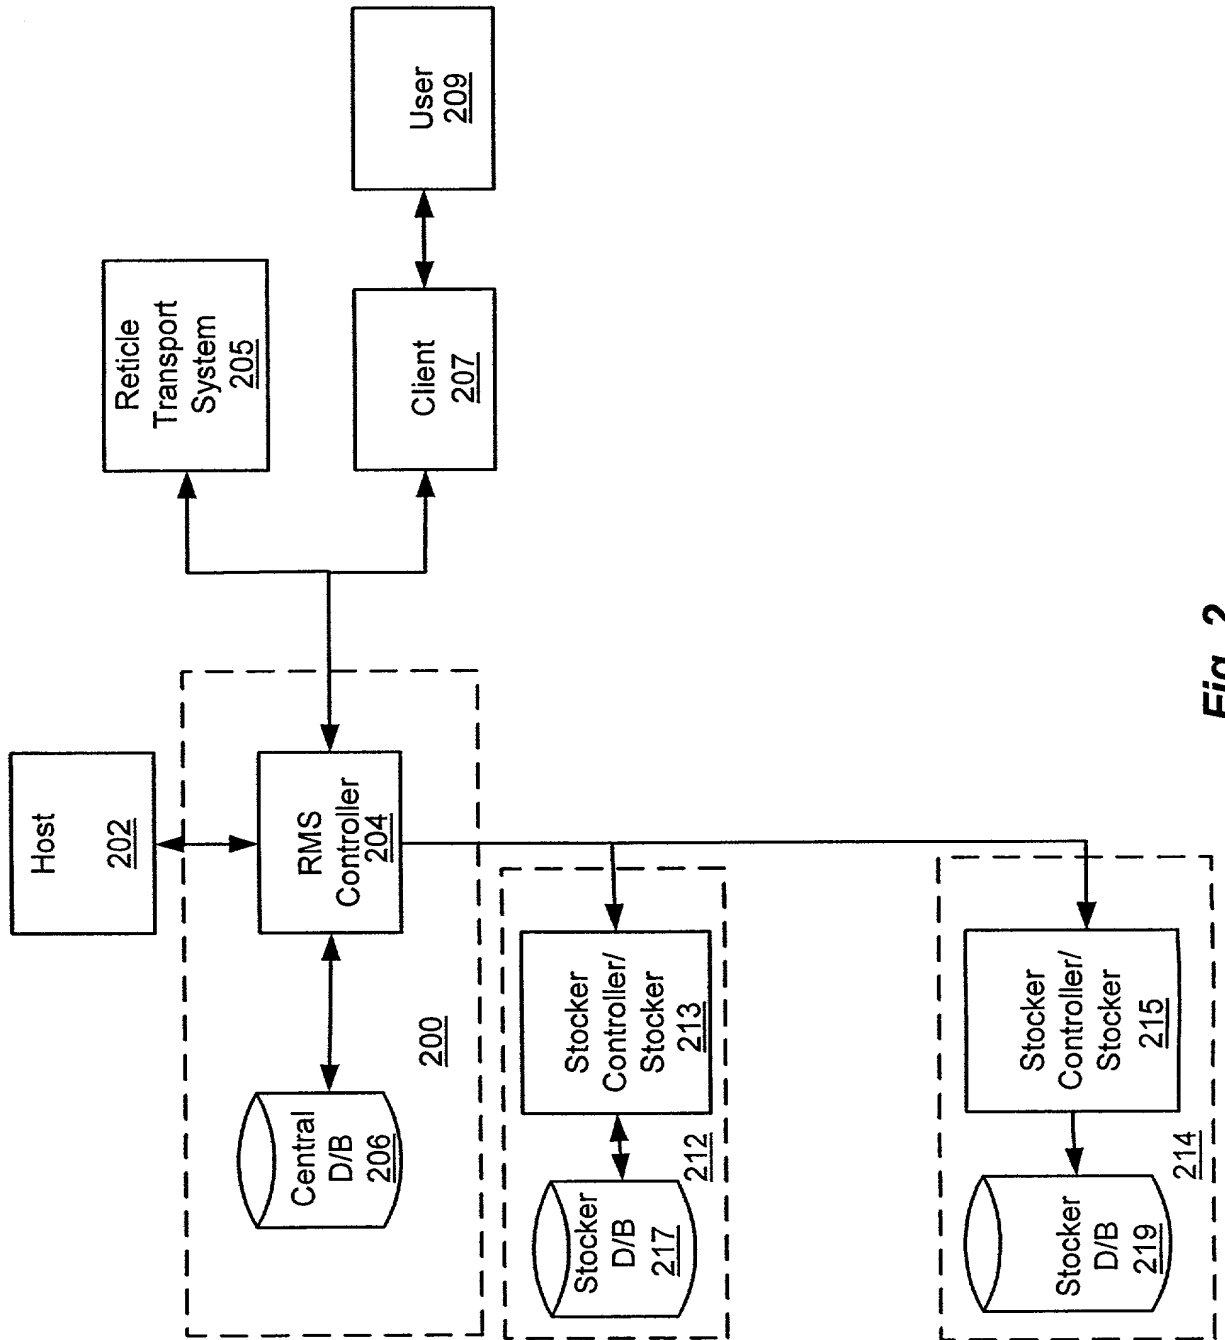 Host
202
RMS
Controller
204
Central
D/B
206
200
Reticle
Transport
System
205
Client
207
User
209
Stocker
Controller/
Stocker
213
Stocker
D/B
217
212
Stocker
Controller/
Stocker
215
Stocker
D/B
219
214
Fig. 2